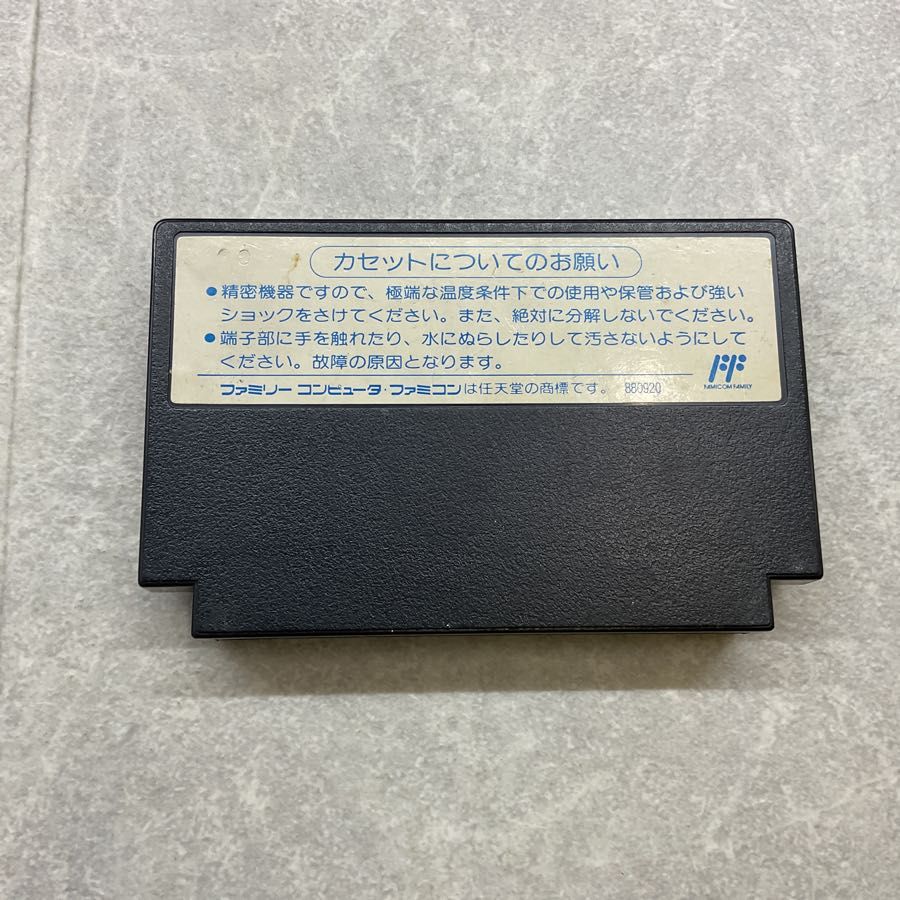 カセットについてのお願い
●精密機器ですので、極端な温度条件下での使用や保管および強い
ショックをさけてください。また、絶対に分解しないでください。
●端子部に手を触れたり、水にぬらしたりして汚さないようにして
ください。故障の原因となります。
FAMICOM FAMILY
ファミリー コンピュータ・ファミコンは任天堂の商標です。 880920